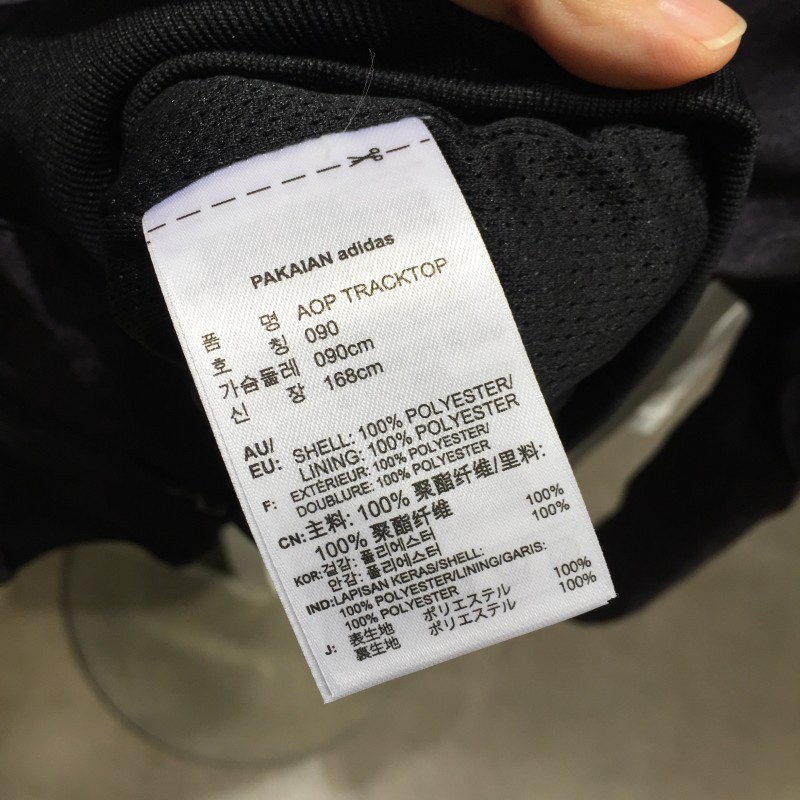 PAKAIAN adidas
품 명 AOP TRACKTOP
호 칭 090
가슴둘레 090cm
신 장 168cm
AU/ SHELL: 100% POLYESTER/
EU: LINING: 100% POLYESTER
F: EXTÉRIEUR: 100% POLYESTER/
DOUBLURE: 100% POLYESTER
CN: 主料: 100% 聚酯纤维/里料:
100% 聚酯纤维
KOR: 겉감: 폴리에스터 100%
안감: 폴리에스터 100%
IND: LAPISAN KERAS/SHELL:
100% POLYESTER/LINING/GARIS:
100% POLYESTER
J: 表生地 ポリエステル 100%
裏生地 ポリエステル 100%